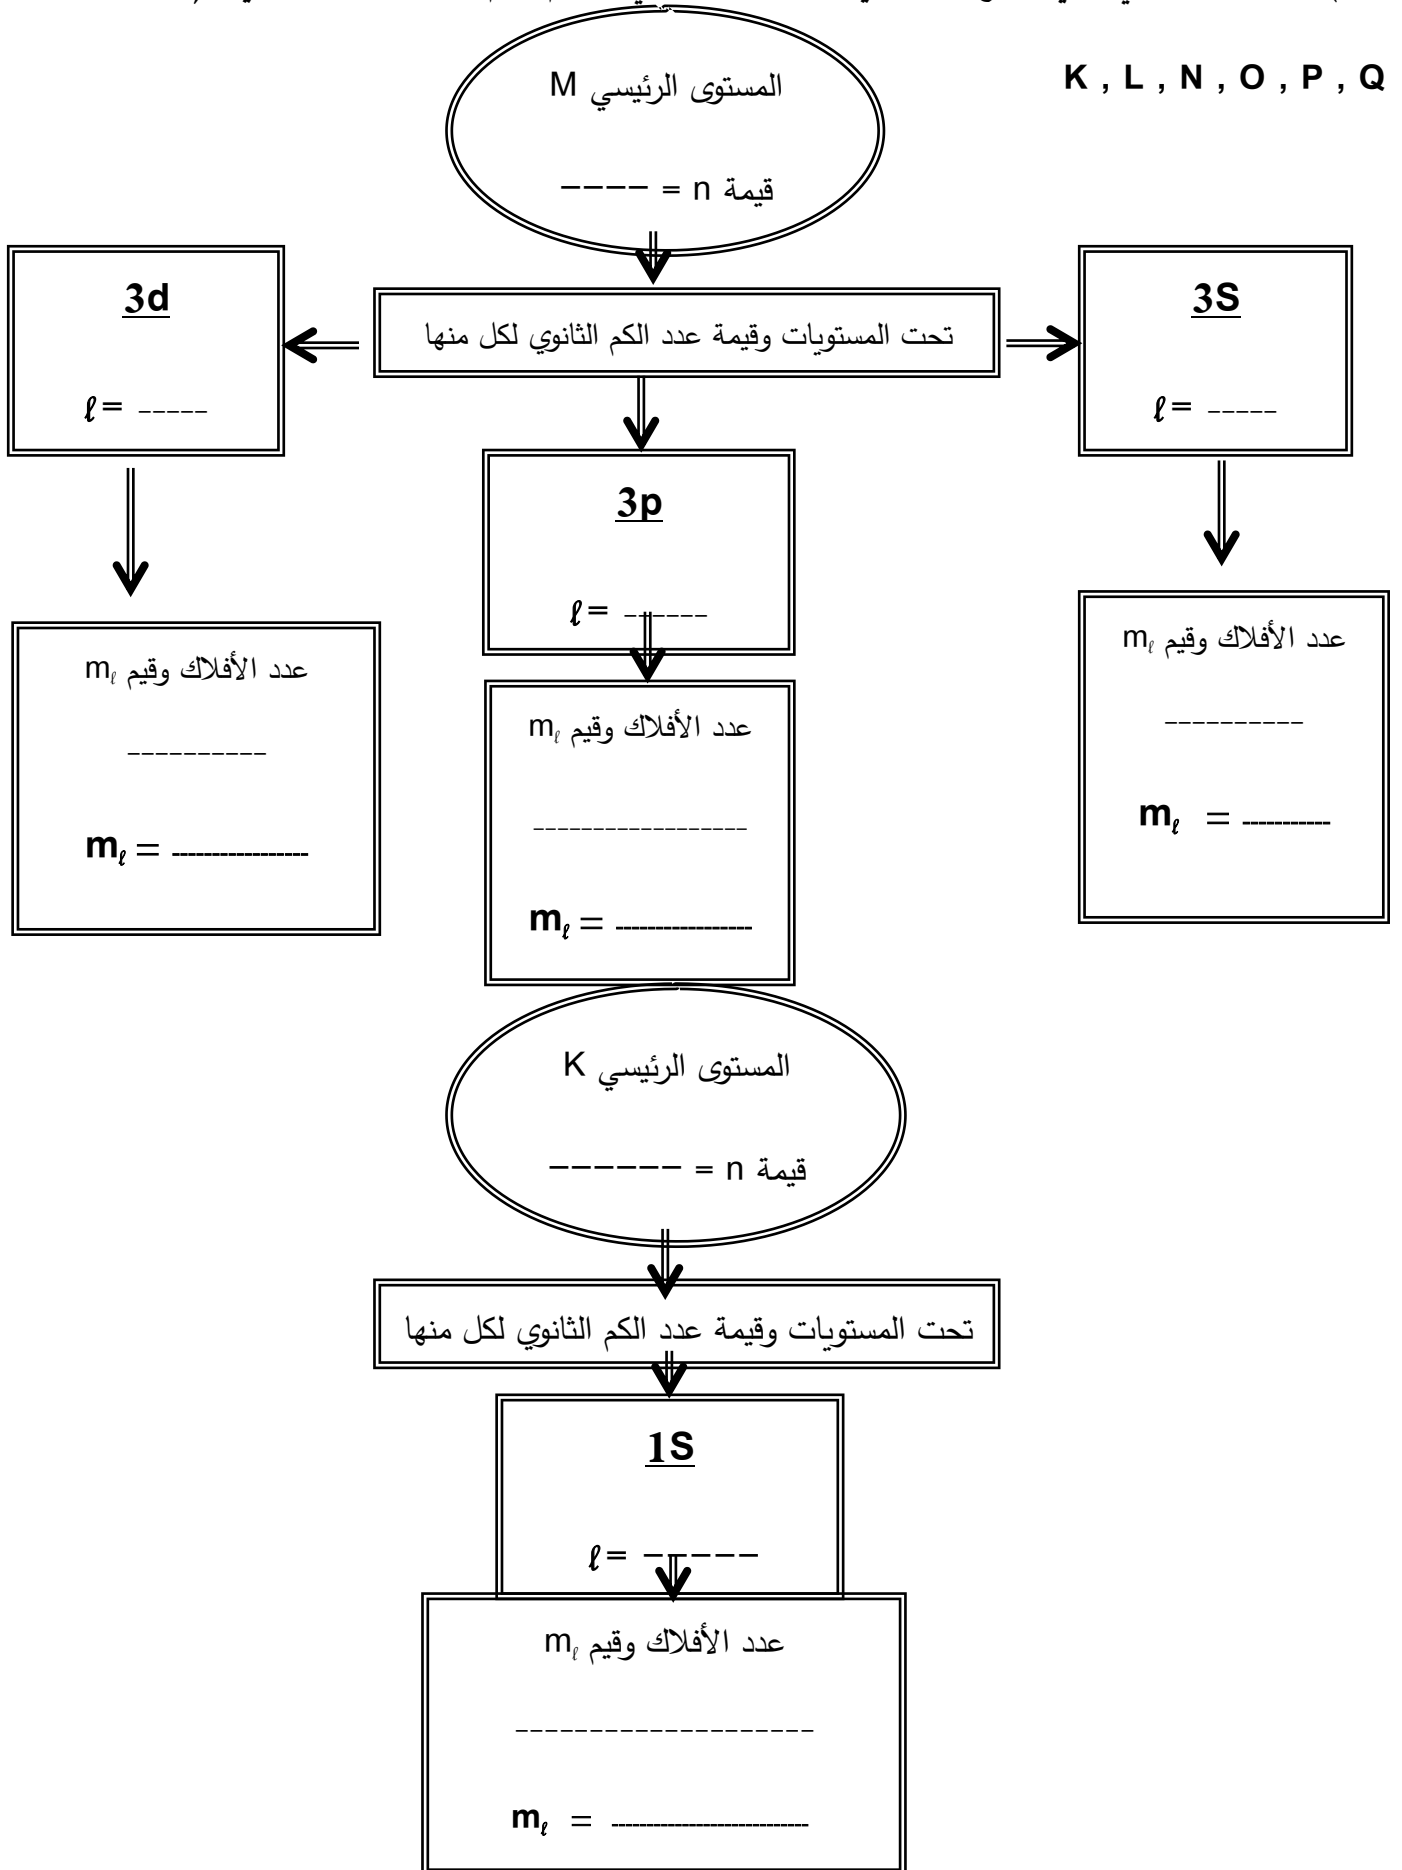 K , L , N , O , P , Q
المستوى الرئيسي M
قيمة n = ----
تحت المستويات وقيمة عدد الكم الثانوي لكل منها
3S
ℓ = -----
3p
ℓ = ------
3d
ℓ = -----
عدد الأفلاك وقيم mℓ
----------
mℓ = -----------
عدد الأفلاك وقيم mℓ
------------------
mℓ = -----------------
عدد الأفلاك وقيم mℓ
----------
mℓ = -----------------
المستوى الرئيسي K
قيمة n = ------
تحت المستويات وقيمة عدد الكم الثانوي لكل منها
1S
ℓ = ------
عدد الأفلاك وقيم mℓ
--------------------
mℓ = ----------------------------